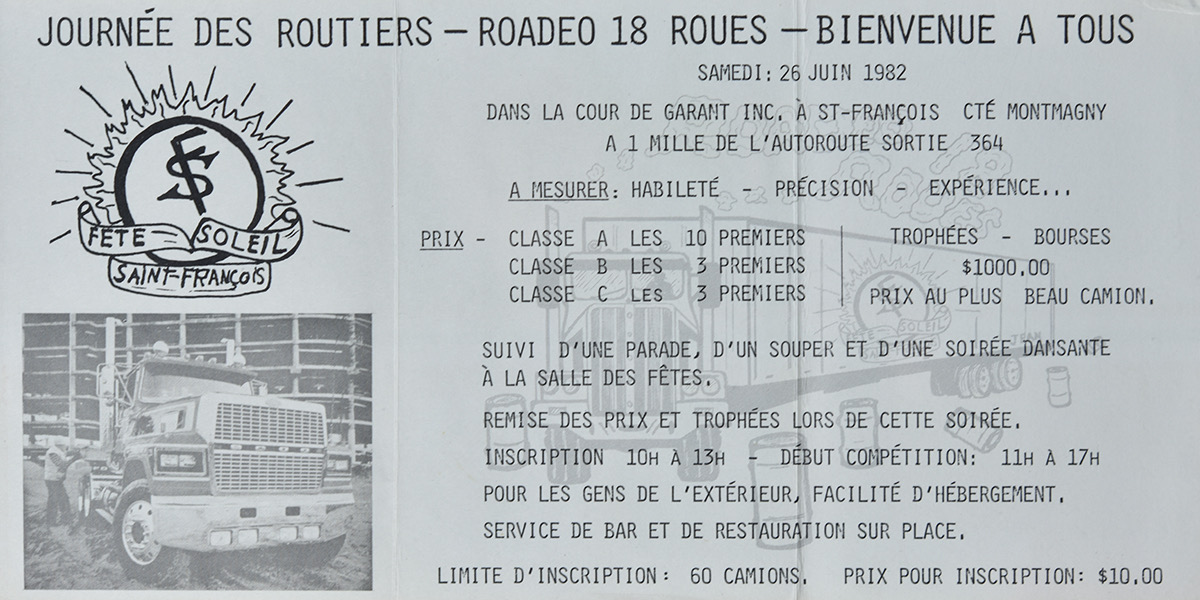 JOURNÉE DES ROUTIERS – ROADEO 18 ROUES – BIENVENUE A TOUS
SAMEDI: 26 JUIN 1982
DANS LA COUR DE GARANT INC. À ST-FRANÇOIS CTÉ MONTMAGNY
A 1 MILLE DE L'AUTOROUTE SORTIE 364
A MESURER: HABILETÉ - PRÉCISION - EXPÉRIENCE...
PRIX - CLASSE A LES 10 PREMIERS
CLASSE B LES 3 PREMIERS
CLASSE C LES 3 PREMIERS
TROPHÉES - BOURSES
$1000.00
PRIX AU PLUS BEAU CAMION.
SUIVI D'UNE PARADE, D'UN SOUPER ET D'UNE SOIRÉE DANSANTE
À LA SALLE DES FÊTES.
REMISE DES PRIX ET TROPHÉES LORS DE CETTE SOIRÉE.
INSCRIPTION 10H À 13H - DÉBUT COMPÉTITION: 11H À 17H
POUR LES GENS DE L'EXTÉRIEUR, FACILITÉ D'HÉBERGEMENT.
SERVICE DE BAR ET DE RESTAURATION SUR PLACE.
LIMITE D'INSCRIPTION: 60 CAMIONS. PRIX POUR INSCRIPTION: $10.00
FÊTE SOLEIL
SAINT-FRANÇOIS
FÊTE SOLEIL